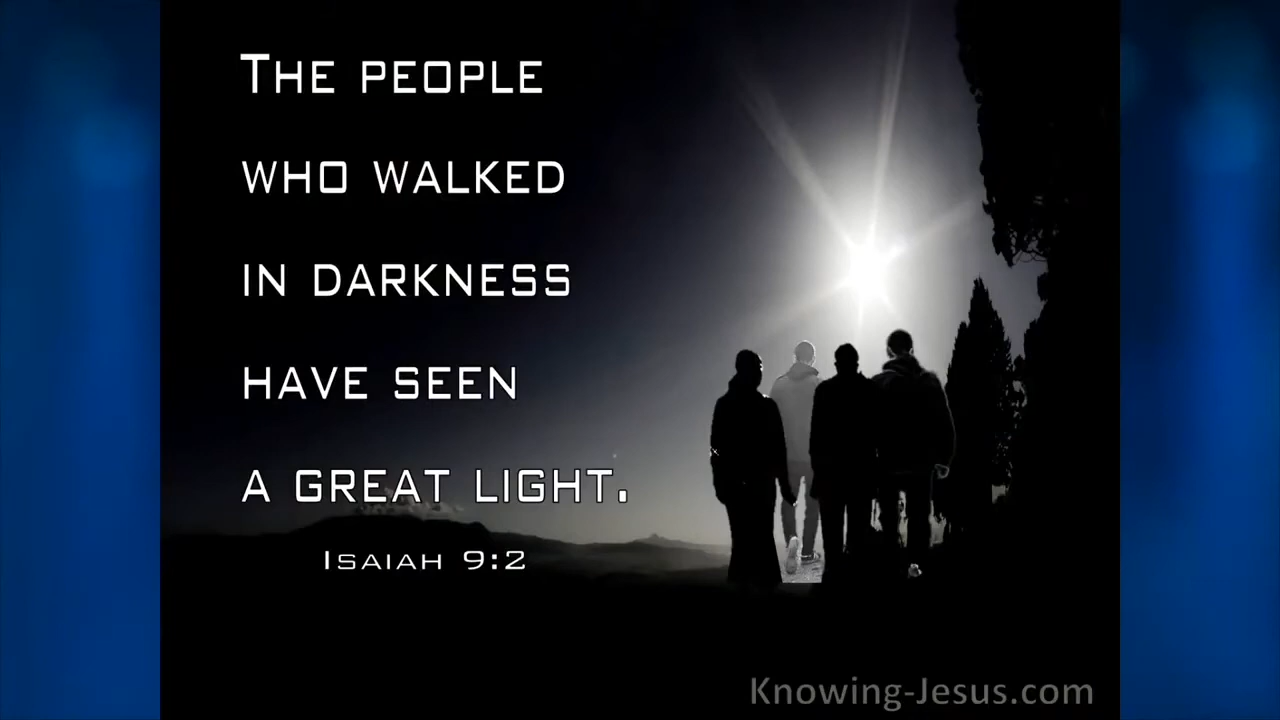 The people
who walked
in darkness
have seen
a great light.
Isaiah 9:2
Knowing-Jesus.com